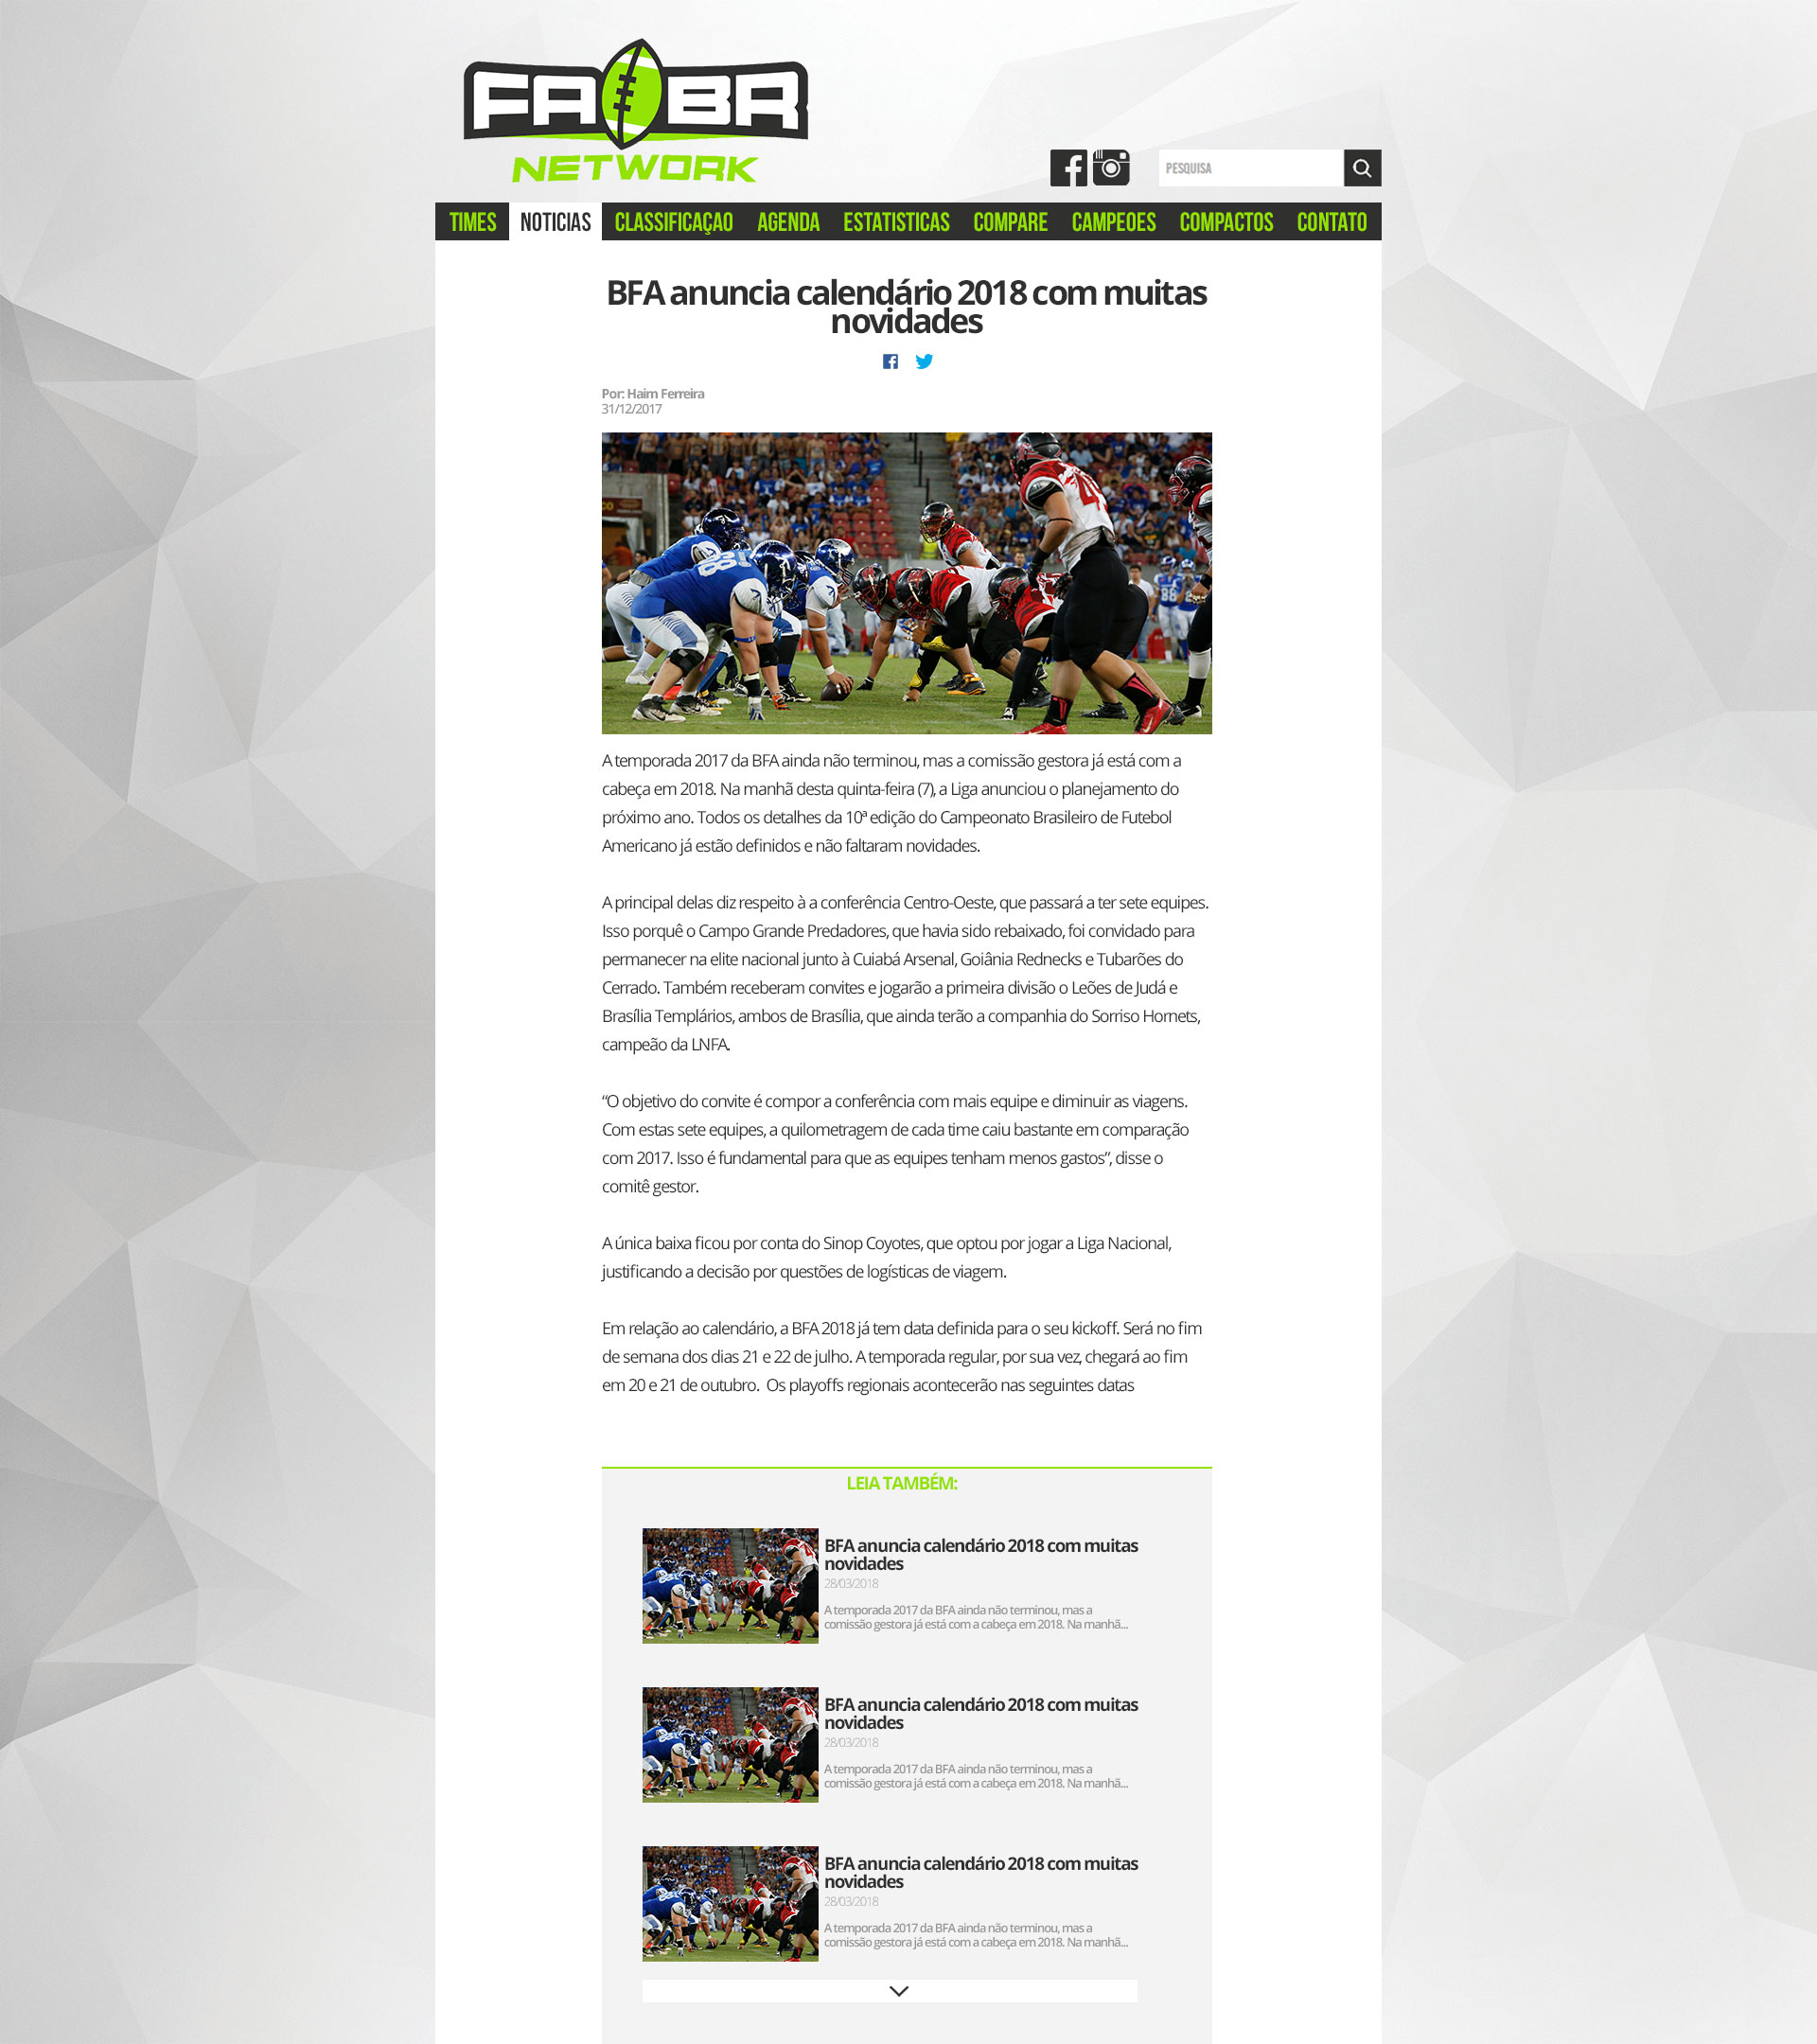 FA BR
NETWORK
PESQUISA
TIMES NOTICIAS CLASSIFICAÇAO AGENDA ESTATISTICAS COMPARE CAMPEOES COMPACTOS CONTATO
BFA anuncia calendário 2018 com muitas
novidades
Por: Haim Ferreira
31/12/2017
A temporada 2017 da BFA ainda não terminou, mas a comissão gestora já está com a
cabeça em 2018. Na manhã desta quinta-feira (7), a Liga anunciou o planejamento do
próximo ano. Todos os detalhes da 10ª edição do Campeonato Brasileiro de Futebol
Americano já estão definidos e não faltaram novidades.
A principal delas diz respeito à a conferência Centro-Oeste, que passará a ter sete equipes.
Isso porquê o Campo Grande Predadores, que havia sido rebaixado, foi convidado para
permanecer na elite nacional junto à Cuiabá Arsenal, Goiânia Rednecks e Tubarões do
Cerrado. Também receberam convites e jogarão a primeira divisão o Leões de Judá e
Brasília Templários, ambos de Brasília, que ainda terão a companhia do Sorriso Hornets,
campeão da LNFA.
“O objetivo do convite é compor a conferência com mais equipe e diminuir as viagens.
Com estas sete equipes, a quilometragem de cada time caiu bastante em comparação
com 2017. Isso é fundamental para que as equipes tenham menos gastos”, disse o
comitê gestor.
A única baixa ficou por conta do Sinop Coyotes, que optou por jogar a Liga Nacional,
justificando a decisão por questões de logísticas de viagem.
Em relação ao calendário, a BFA 2018 já tem data definida para o seu kickoff. Será no fim
de semana dos dias 21 e 22 de julho. A temporada regular, por sua vez, chegará ao fim
em 20 e 21 de outubro. Os playoffs regionais acontecerão nas seguintes datas
LEIA TAMBÉM:
BFA anuncia calendário 2018 com muitas
novidades
28/03/2018
A temporada 2017 da BFA ainda não terminou, mas a
comissão gestora já está com a cabeça em 2018. Na manhã...
BFA anuncia calendário 2018 com muitas
novidades
28/03/2018
A temporada 2017 da BFA ainda não terminou, mas a
comissão gestora já está com a cabeça em 2018. Na manhã...
BFA anuncia calendário 2018 com muitas
novidades
28/03/2018
A temporada 2017 da BFA ainda não terminou, mas a
comissão gestora já está com a cabeça em 2018. Na manhã...